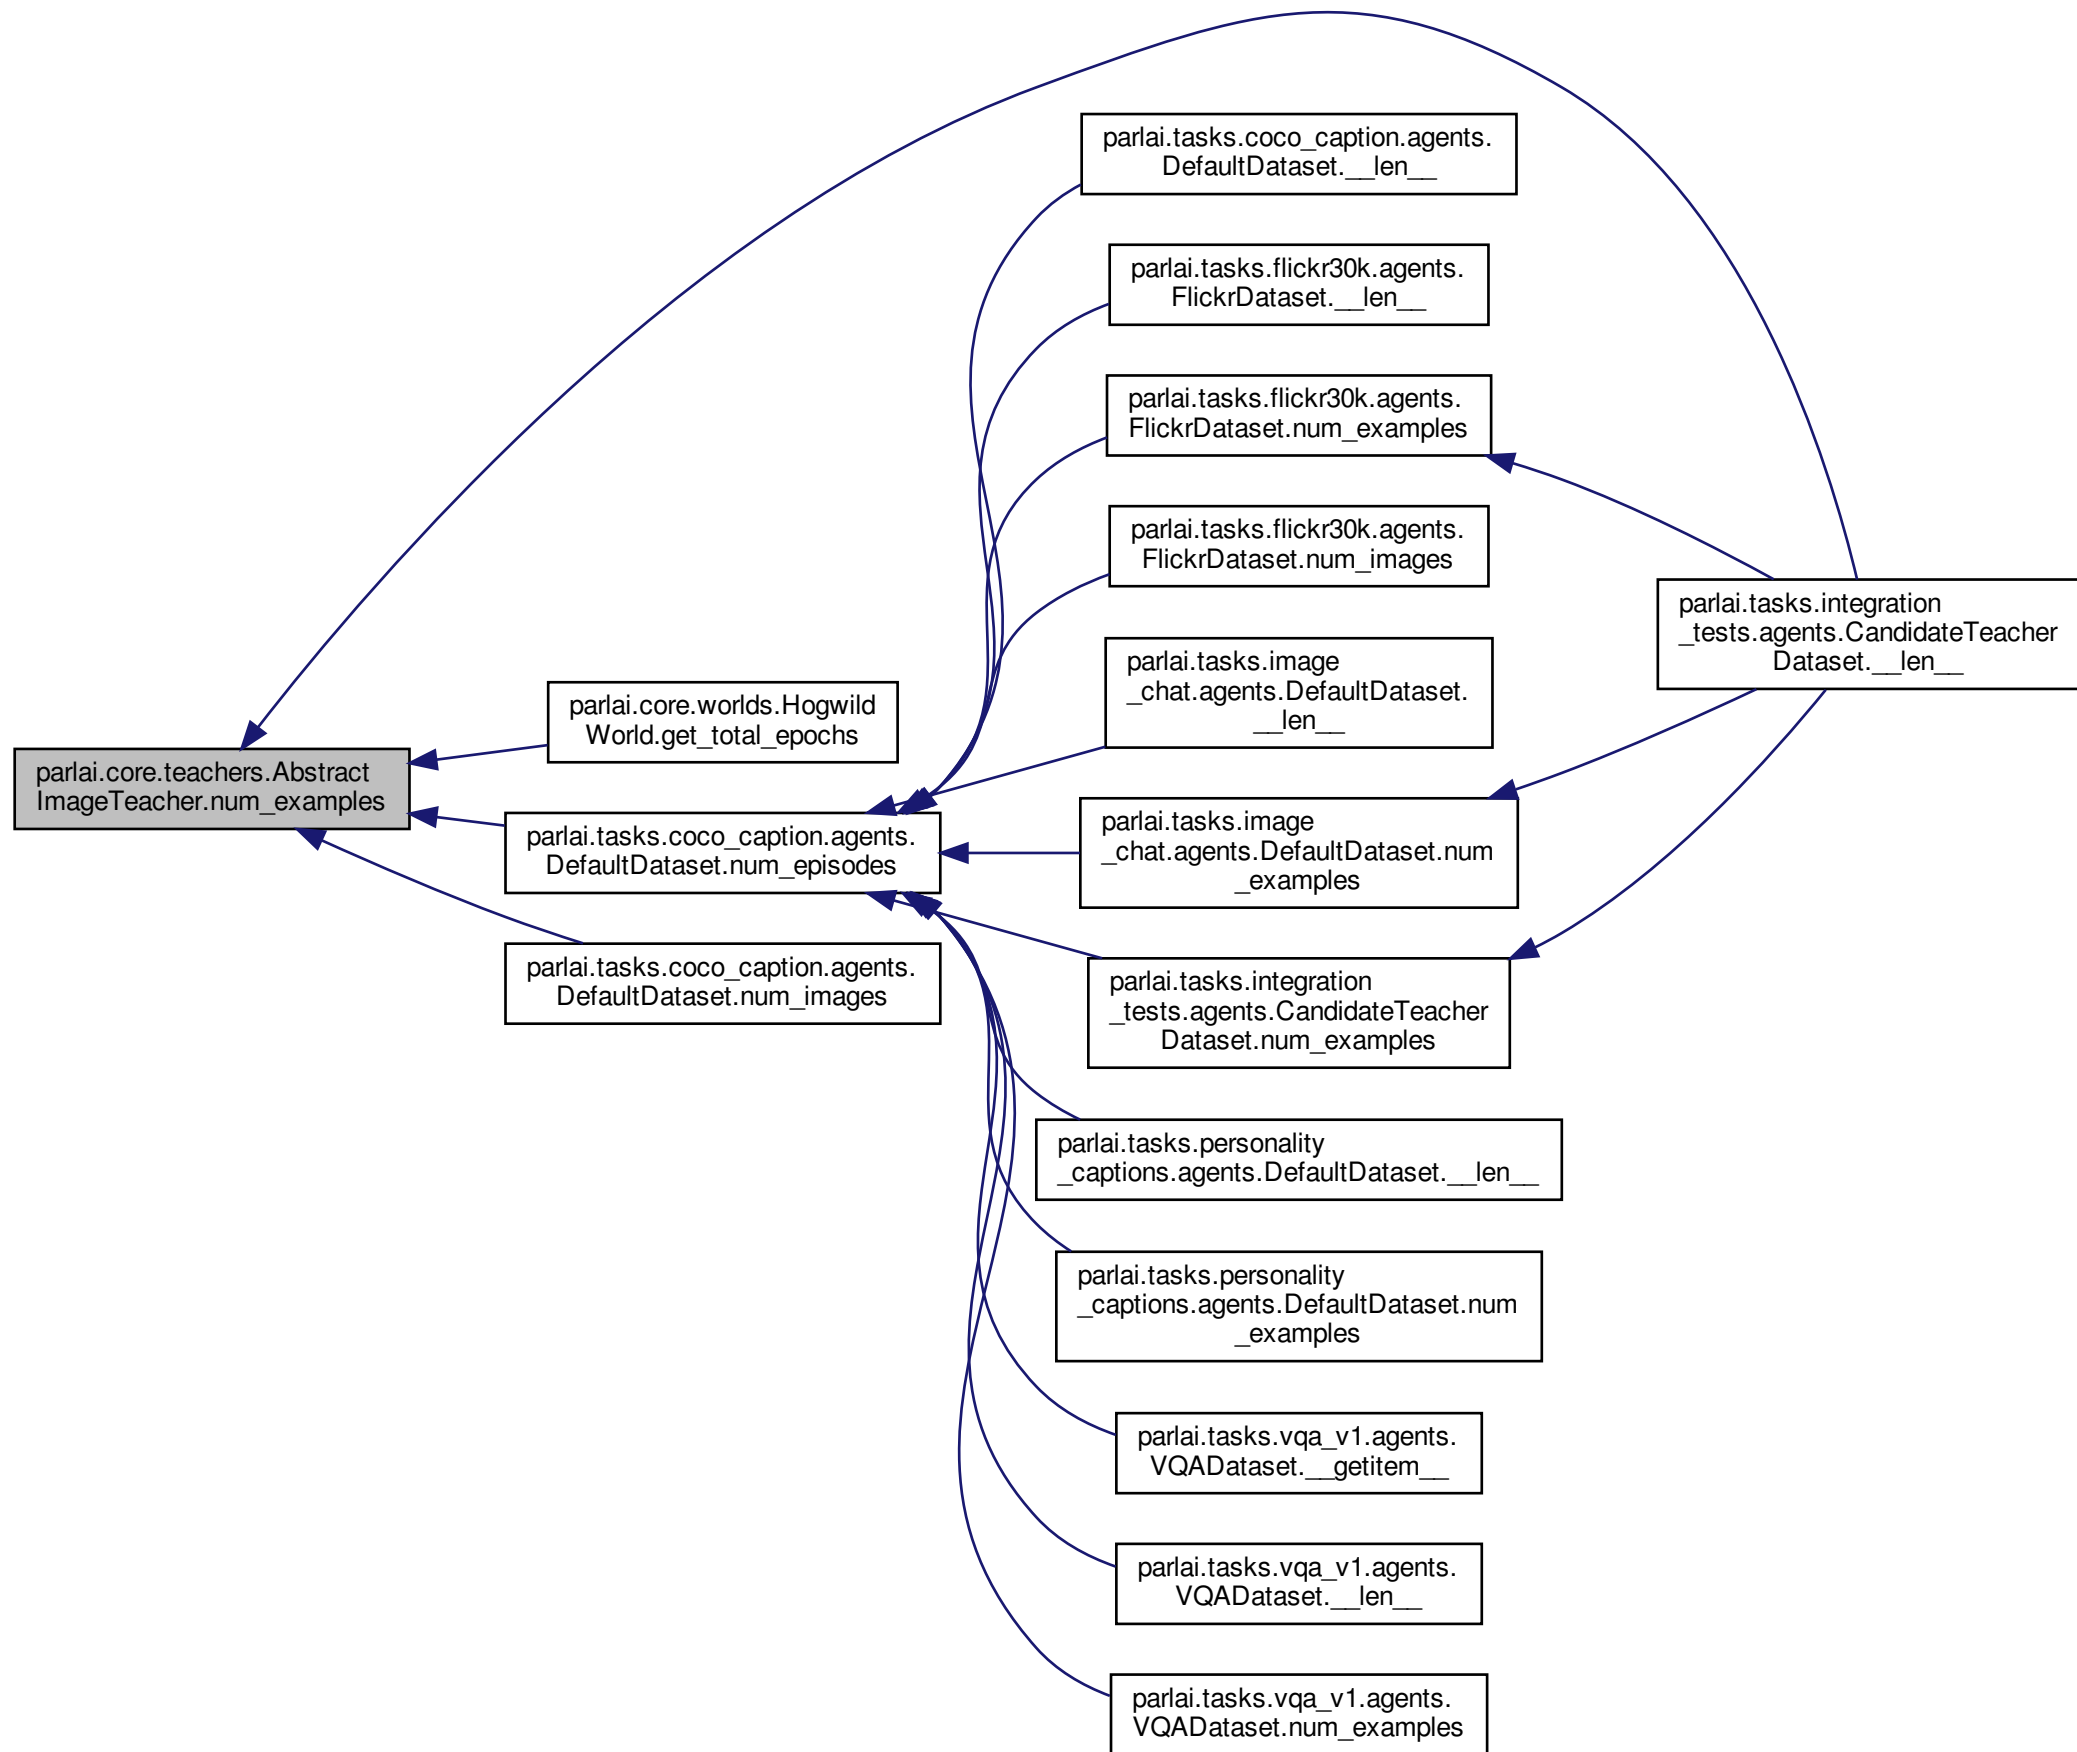 parlai.core.teachers.Abstract
ImageTeacher.num_examples
parlai.core.worlds.Hogwild
World.get_total_epochs
parlai.tasks.coco_caption.agents.
DefaultDataset.num_episodes
parlai.tasks.coco_caption.agents.
DefaultDataset.num_images
parlai.tasks.coco_caption.agents.
DefaultDataset.__len__
parlai.tasks.flickr30k.agents.
FlickrDataset.__len__
parlai.tasks.flickr30k.agents.
FlickrDataset.num_examples
parlai.tasks.flickr30k.agents.
FlickrDataset.num_images
parlai.tasks.image
_chat.agents.DefaultDataset.
__len__
parlai.tasks.image
_chat.agents.DefaultDataset.num
_examples
parlai.tasks.integration
_tests.agents.CandidateTeacher
Dataset.num_examples
parlai.tasks.personality
_captions.agents.DefaultDataset.__len__
parlai.tasks.personality
_captions.agents.DefaultDataset.num
_examples
parlai.tasks.vqa_v1.agents.
VQADataset.__getitem__
parlai.tasks.vqa_v1.agents.
VQADataset.__len__
parlai.tasks.vqa_v1.agents.
VQADataset.num_examples
parlai.tasks.integration
_tests.agents.CandidateTeacher
Dataset.__len__